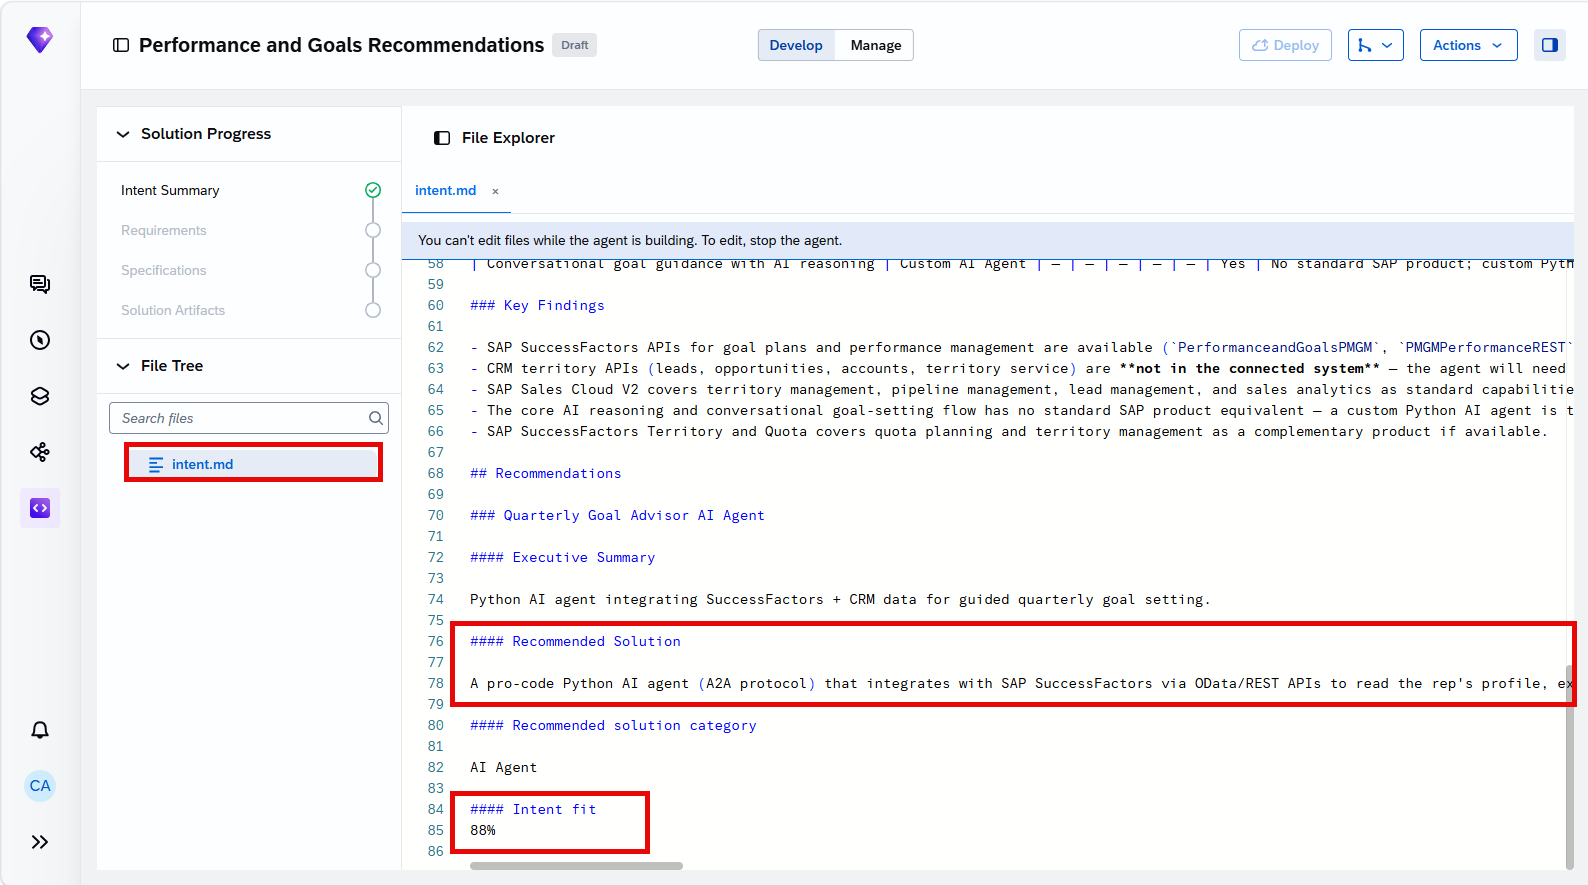 Performance and Goals Recommendations Draft Develop Manage Deploy Actions
Solution Progress
Intent Summary
Requirements
Specifications
Solution Artifacts
File Tree
Search files
intent.md
CA
File Explorer
intent.md ×
You can't edit files while the agent is building. To edit, stop the agent.
58 | Conversational goal guidance with AI reasoning | Custom AI Agent | — | — | — | — | — | Yes | No standard SAP product; custom Pyth
59
60 ### Key Findings
61
62 - SAP SuccessFactors APIs for goal plans and performance management are available (`PerformanceandGoalsPMGM`, `PMGMPerformanceREST`
63 - CRM territory APIs (leads, opportunities, accounts, territory service) are **not in the connected system** — the agent will need
64 - SAP Sales Cloud V2 covers territory management, pipeline management, lead management, and sales analytics as standard capabilitie
65 - The core AI reasoning and conversational goal-setting flow has no standard SAP product equivalent — a custom Python AI agent is t
66 - SAP SuccessFactors Territory and Quota covers quota planning and territory management as a complementary product if available.
67
68 ## Recommendations
69
70 ### Quarterly Goal Advisor AI Agent
71
72 #### Executive Summary
73
74 Python AI agent integrating SuccessFactors + CRM data for guided quarterly goal setting.
75
76 #### Recommended Solution
77
78 A pro-code Python AI agent (A2A protocol) that integrates with SAP SuccessFactors via OData/REST APIs to read the rep's profile, ex
79
80 #### Recommended solution category
81
82 AI Agent
83
84 #### Intent fit
85 88%
86